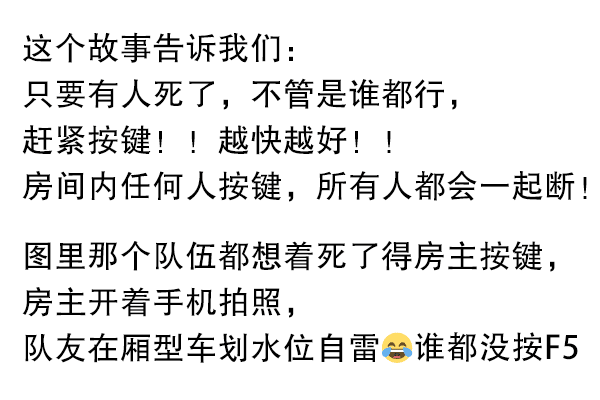 这个故事告诉我们：
只要有人死了，不管是谁都行，
赶紧按键！！越快越好！！
房间内任何人按键，所有人都会一起断！
图里那个队伍都想着死了得房主按键，
房主开着手机拍照，
队友在厢型车划水位自雷😂谁都没按F5